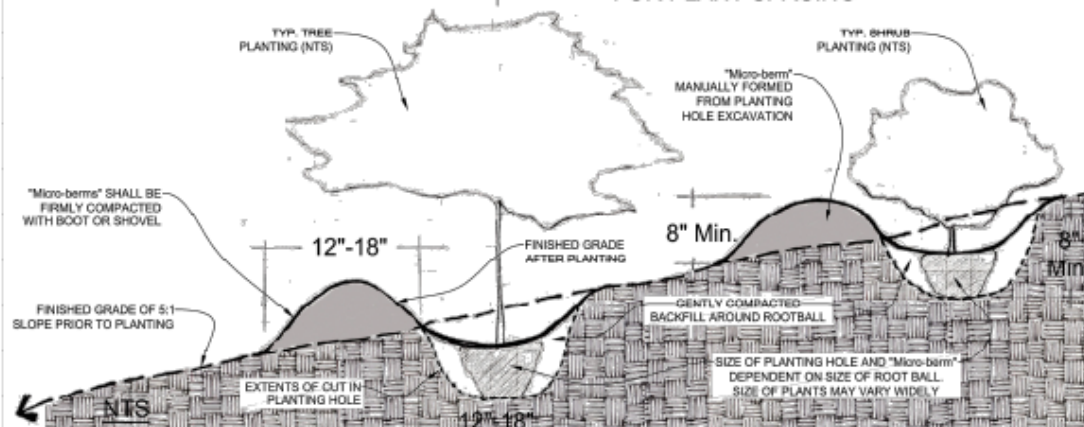 TYP. TREE
PLANTING (NTS)
TYP. SHRUB
PLANTING (NTS)
"Micro-berm"
MANUALLY FORMED
FROM PLANTING
HOLE EXCAVATION
"Micro-berms" SHALL BE
FIRMLY COMPACTED
WITH BOOT OR SHOVEL
12"-18"
FINISHED GRADE
AFTER PLANTING
8" Min.
8"
Min
FINISHED GRADE OF 5:1
SLOPE PRIOR TO PLANTING
GENTLY COMPACTED
BACKFILL AROUND ROOTBALL
EXTENTS OF CUT IN
PLANTING HOLE
SIZE OF PLANTING HOLE AND "Micro-berm"
DEPENDENT ON SIZE OF ROOT BALL.
SIZE OF PLANTS MAY VARY WIDELY
NTS
12"-18"